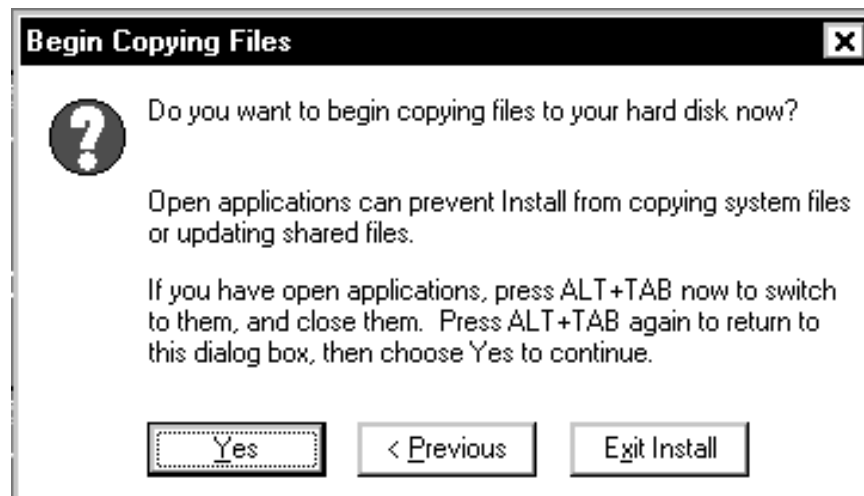 Begin Copying Files
Do you want to begin copying files to your hard disk now?
Open applications can prevent Install from copying system files
or updating shared files.
If you have open applications, press ALT+TAB now to switch
to them, and close them.  Press ALT+TAB again to return to
this dialog box, then choose Yes to continue.
Yes
< Previous
Exit Install